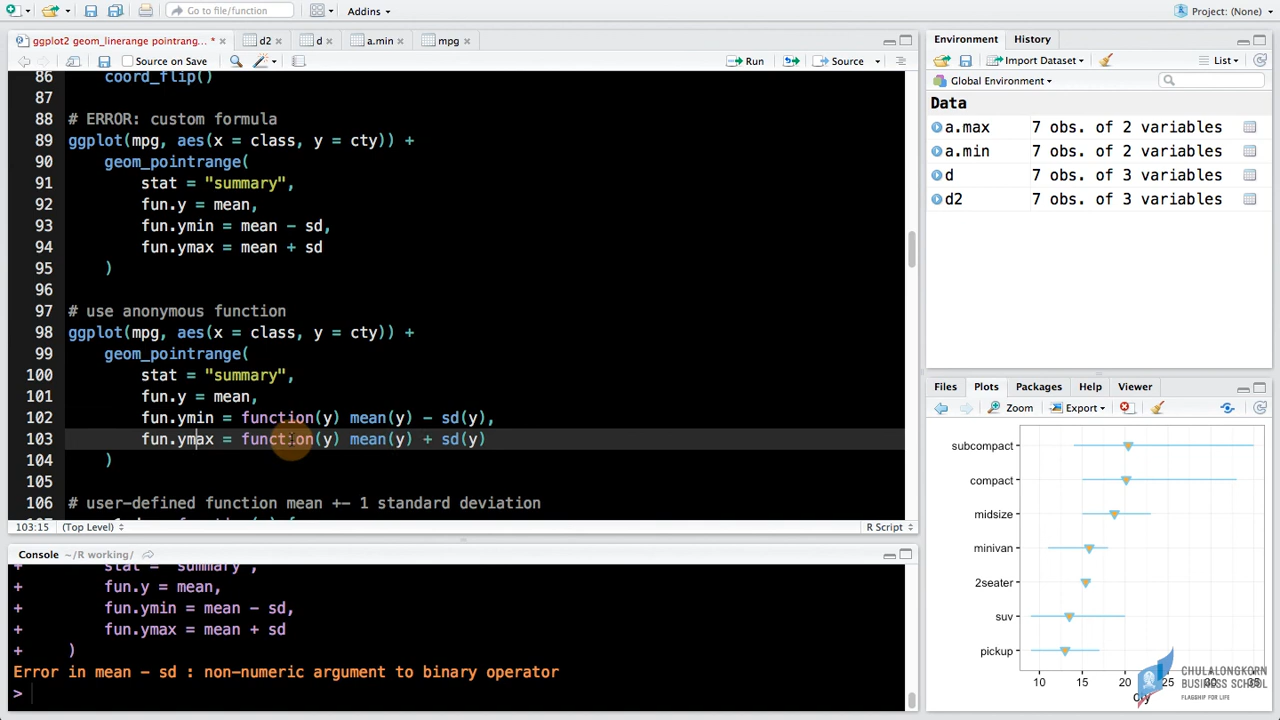 Go to file/function
Addins
Project: (None)
ggplot2 geom_linerange pointrang... *
d2
d
a.min
mpg
Source on Save
Run
Source
86 coord_flip()
87
88 # ERROR: custom formula
89 ggplot(mpg, aes(x = class, y = cty)) +
90 geom_pointrange(
91 stat = "summary",
92 fun.y = mean,
93 fun.ymin = mean - sd,
94 fun.ymax = mean + sd
95 )
96
97 # use anonymous function
98 ggplot(mpg, aes(x = class, y = cty)) +
99 geom_pointrange(
100 stat = "summary",
101 fun.y = mean,
102 fun.ymin = function(y) mean(y) - sd(y),
103 fun.ymax = function(y) mean(y) + sd(y)
104 )
105
106 # user-defined function mean +- 1 standard deviation
103:15
(Top Level)
R Script
Console ~/R working/
+ stat = "summary",
+ fun.y = mean,
+ fun.ymin = mean - sd,
+ fun.ymax = mean + sd
+ )
Error in mean - sd : non-numeric argument to binary operator
>
Environment
History
Import Dataset
List
Global Environment
Data
a.max 7 obs. of 2 variables
a.min 7 obs. of 2 variables
d 7 obs. of 3 variables
d2 7 obs. of 3 variables
Files
Plots
Packages
Help
Viewer
Zoom
Export
subcompact
compact
midsize
minivan
2seater
suv
pickup
10 15 20 25 30 35
cty
CHULALONGKORN
BUSINESS SCHOOL
FLAGSHIP FOR LIFE